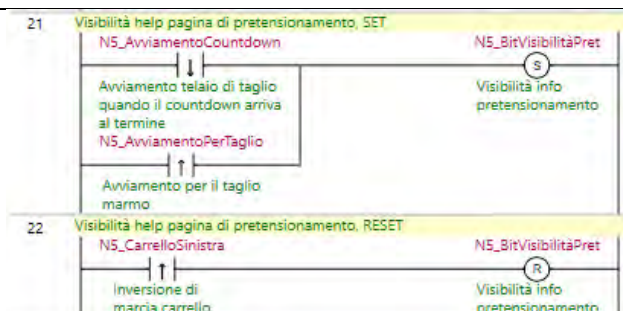 21 Visibilità help pagina di pretensionamento, SET
N5_AvviamentoCountdown N5_BitVisibilitàPret
S
Avviamento telaio di taglio Visibilità info
quando il countdown arriva pretensionamento
al termine
N5_AvviamentoPerTaglio
Avviamento per il taglio
marmo
22 Visibilità help pagina di pretensionamento, RESET
N5_CarrelloSinistra N5_BitVisibilitàPret
R
Inversione di Visibilità info
marcia carrello pretensionamento